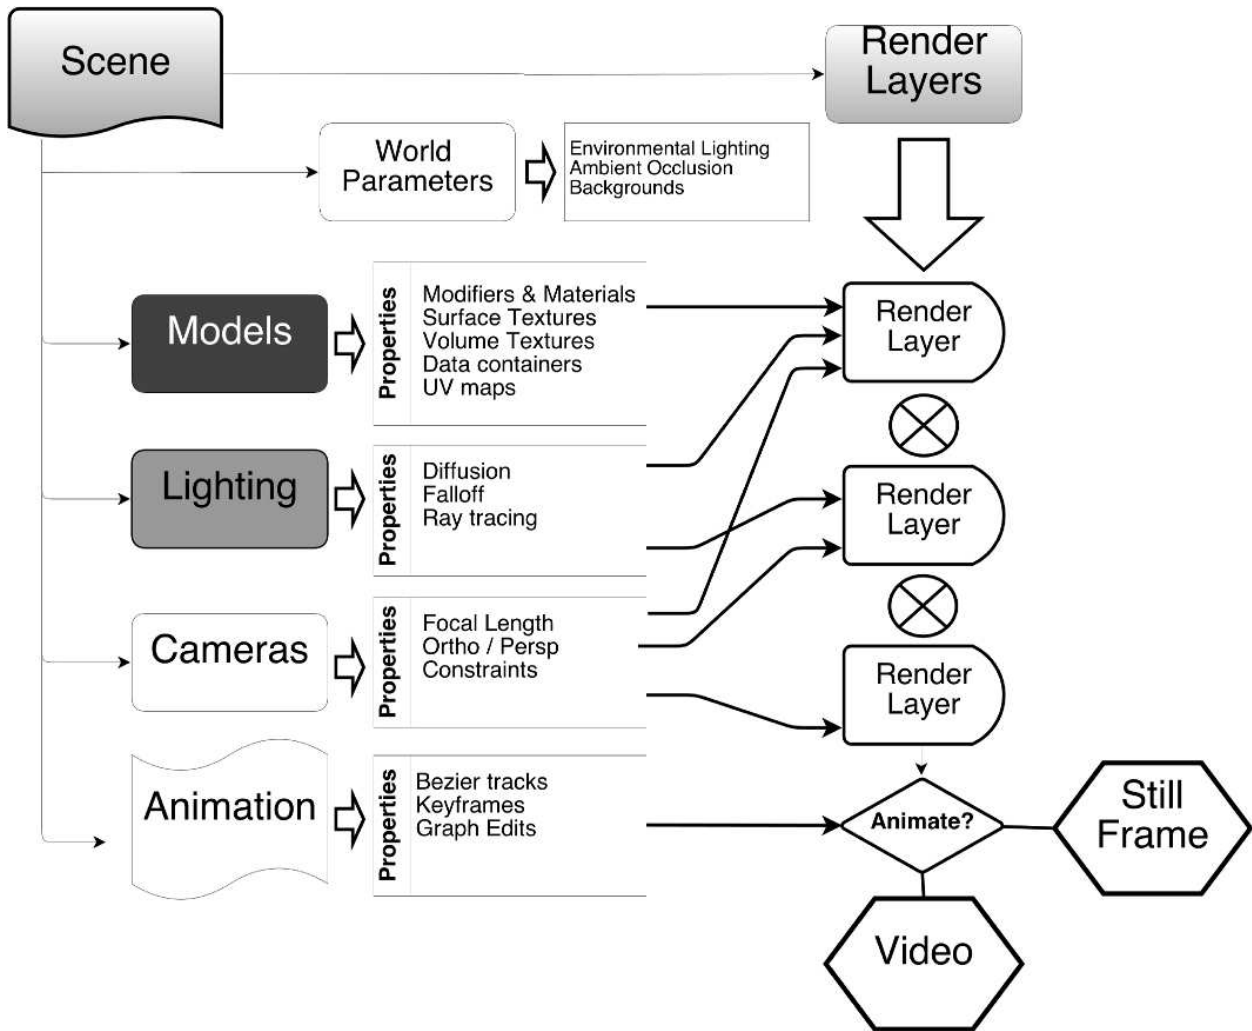 Scene
Render
Layers
World
Parameters
Environmental Lighting
Ambient Occlusion
Backgrounds
Models
Properties
Modifiers & Materials
Surface Textures
Volume Textures
Data containers
UV maps
Render
Layer
Lighting
Properties
Diffusion
Falloff
Ray tracing
Render
Layer
Cameras
Properties
Focal Length
Ortho / Persp
Constraints
Render
Layer
Animation
Properties
Bezier tracks
Keyframes
Graph Edits
Animate?
Still
Frame
Video